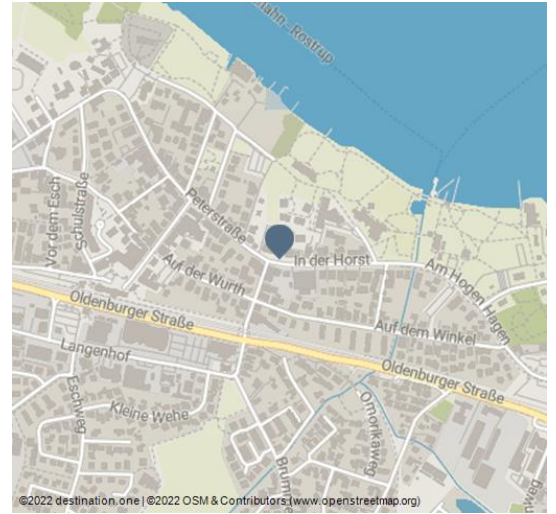 Rostrup
Vor dem Esch
Schulstraße
Peterstraße
In der Horst
Am Hogen Hagen
Auf der Wurth
Oldenburger Straße
Auf dem Winkel
Langenhof
Oldenburger Straße
Eschweg
Kleine Wehe
Omorikaweg
©2022 destination.one | ©2022 OSM & Contributors (www.openstreetmap.org)